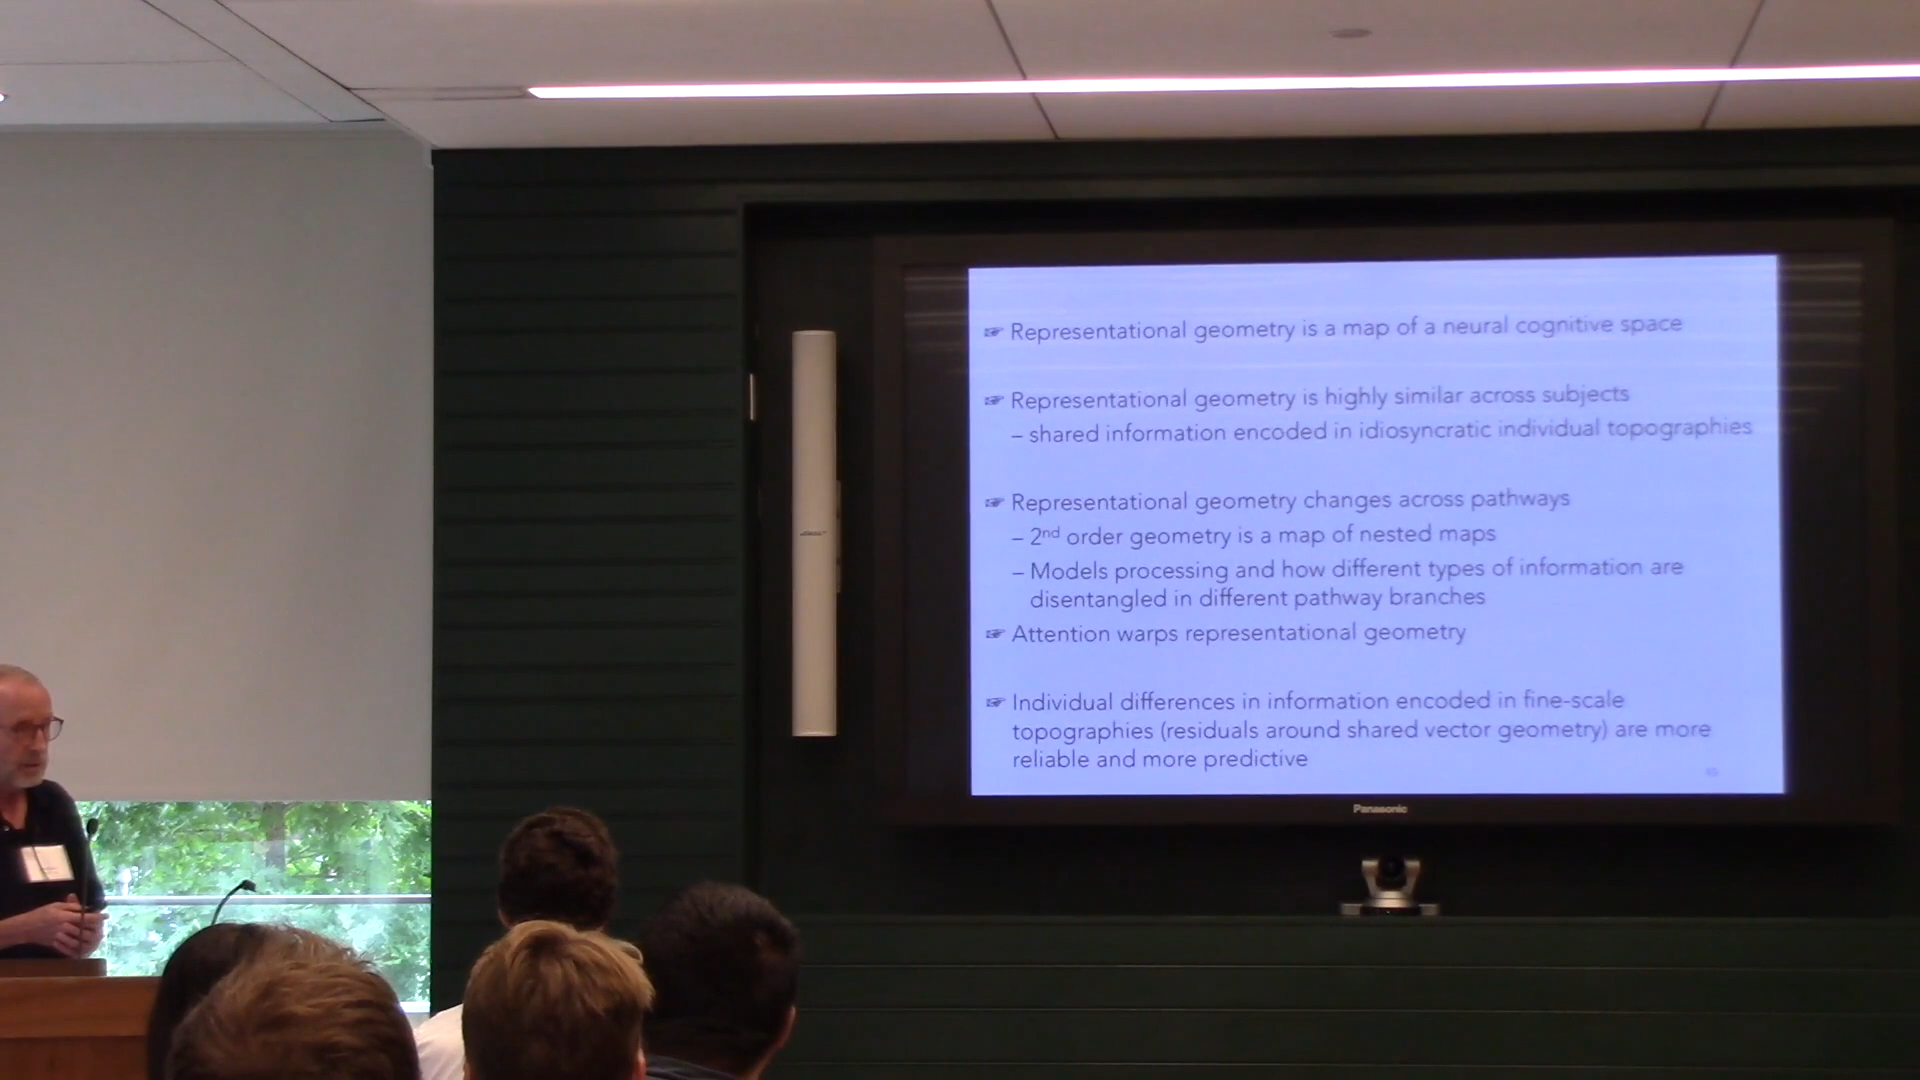 ☞ Representational geometry is a map of a neural cognitive space
☞ Representational geometry is highly similar across subjects
– shared information encoded in idiosyncratic individual topographies
☞ Representational geometry changes across pathways
– 2nd order geometry is a map of nested maps
– Models processing and how different types of information are
disentangled in different pathway branches
☞ Attention warps representational geometry
☞ Individual differences in information encoded in fine-scale
topographies (residuals around shared vector geometry) are more
reliable and more predictive
Panasonic